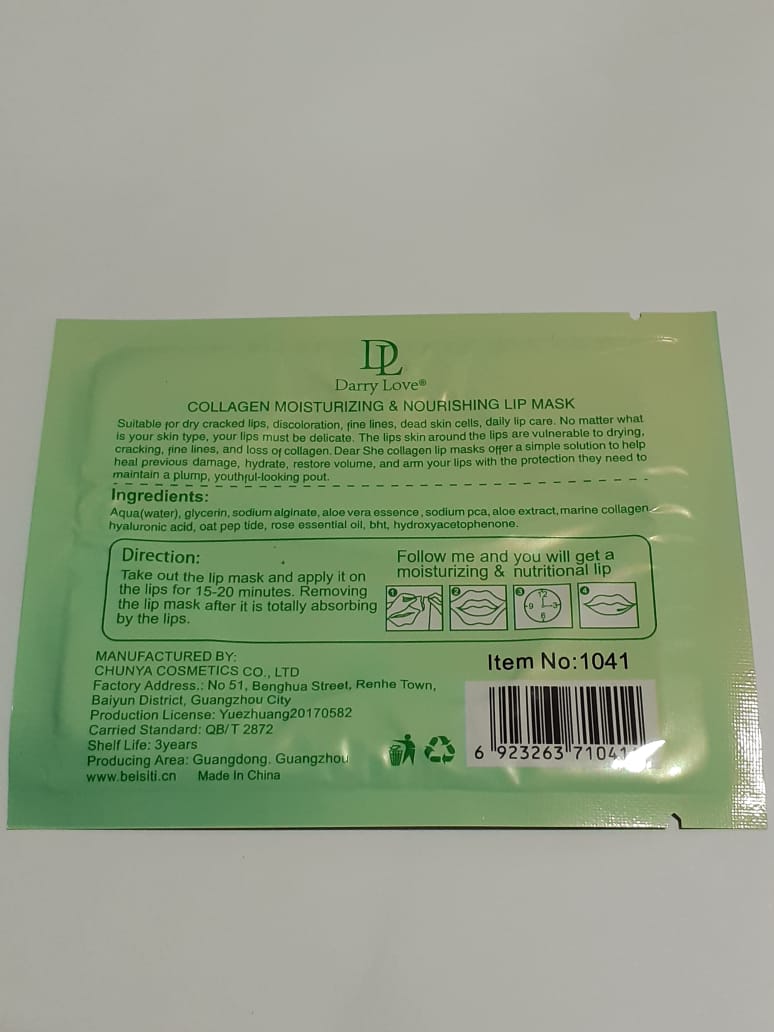 DL
Darry Love®
COLLAGEN MOISTURIZING & NOURISHING LIP MASK
Suitable for dry cracked lips, discoloration, fine lines, dead skin cells, daily lip care. No matter what
is your skin type, your lips must be delicate. The lips skin around the lips are vulnerable to drying,
cracking, fine lines, and loss of collagen. Dear She collagen lip masks offer a simple solution to help
heal previous damage, hydrate, restore volume, and arm your lips with the protection they need to
maintain a plump, youthful-looking pout.
Ingredients:
Aqua(water), glycerin, sodium alginate, aloe vera essence, sodium pca, aloe extract, marine collagen
hyaluronic acid, oat pep tide, rose essential oil, bht, hydroxyacetophenone.
Direction:
Take out the lip mask and apply it on
the lips for 15-20 minutes. Removing
the lip mask after it is totally absorbing
by the lips.
Follow me and you will get a
moisturizing & nutritional lip
1 2 3 4
12
9 3
6
MANUFACTURED BY:
CHUNYA COSMETICS CO., LTD
Factory Address.: No 51, Benghua Street, Renhe Town,
Baiyun District, Guangzhou City
Production License: Yuezhuang20170582
Carried Standard: QB/T 2872
Shelf Life: 3years
Producing Area: Guangdong. Guangzhou
www.beisiti.cn Made In China
Item No:1041
6 923263